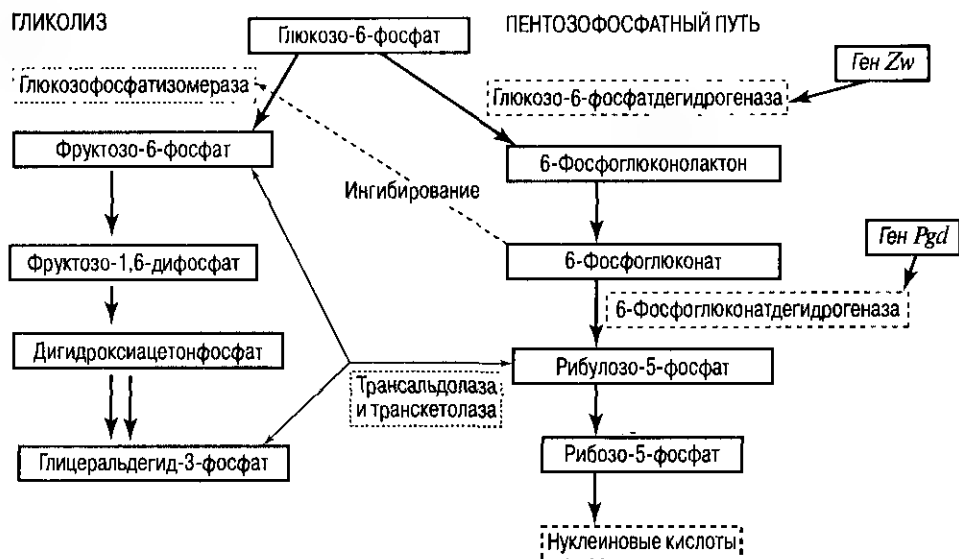 ГЛИКОЛИЗ
Глюкозо-6-фосфат
ПЕНТОЗОФОСФАТНЫЙ ПУТЬ
Ген Zw
Глюкозофосфатизомераза
Глюкозо-6-фосфатдегидрогеназа
Фруктозо-6-фосфат
6-Фосфоглюконолактон
Ингибирование
Ген Pgd
Фруктозо-1,6-дифосфат
6-Фосфоглюконат
6-Фосфоглюконатдегидрогеназа
Дигидроксиацетонфосфат
Рибулозо-5-фосфат
Трансальдолаза
и транскетолаза
Глицеральдегид-3-фосфат
Рибозо-5-фосфат
Нуклеиновые кислоты